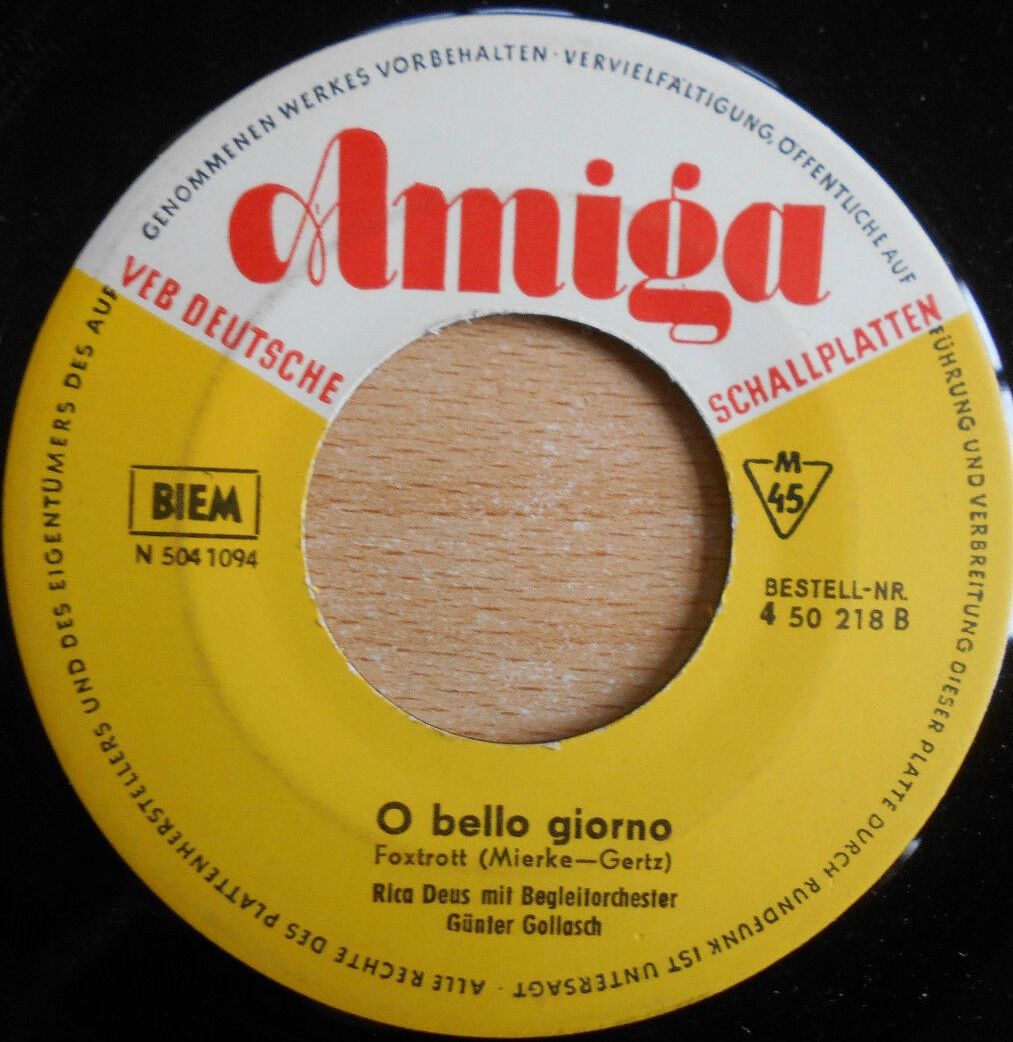 Amiga
VEB DEUTSCHE SCHALLPLATTEN
BIEM
N 504 1094
M
45
BESTELL-NR.
4 50 218 B
O bello giorno
Foxtrott (Mierke—Gertz)
Rica Deus mit Begleitorchester
Günter Gollasch
ALLE RECHTE DES PLATTENHERSTELLERS UND DES EIGENTÜMERS DES AUFGENOMMENEN WERKES VORBEHALTEN · VERVIELFÄLTIGUNG, ÖFFENTLICHE AUFFÜHRUNG UND VERBREITUNG DIESER PLATTE DURCH RUNDFUNK IST UNTERSAGT ·